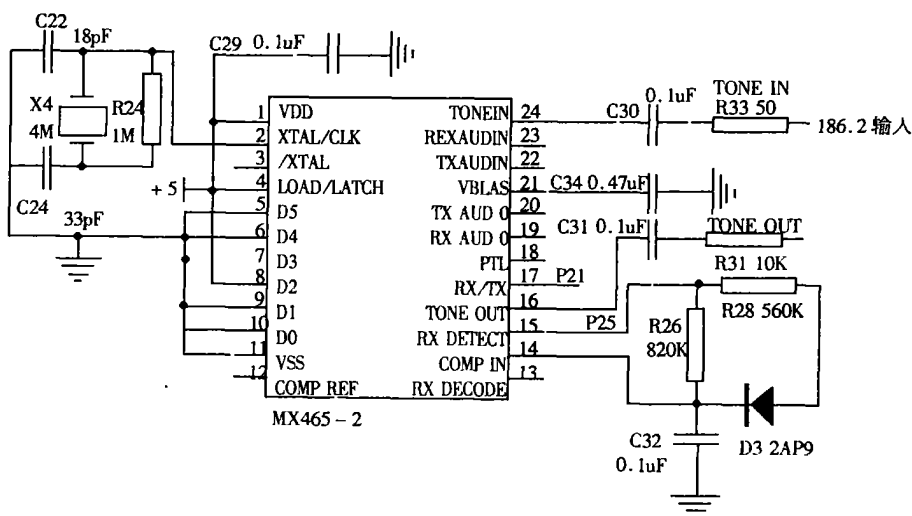 C22
18pF
X4
4M
R24
1M
C24
33pF
C29 0.1uF
+5
1 VDD
2 XTAL/CLK
3 /XTAL
4 LOAD/LATCH
5 D5
6 D4
7 D3
8 D2
9 D1
10 D0
11 VSS
12 COMP REF
TONEIN 24
REXAUDIN 23
TXAUDIN 22
VBLAS 21
TX AUD 0 20
RX AUD 0 19
PTL 18
RX/TX 17
TONE OUT 16
RX DETECT 15
COMP IN 14
RX DECODE 13
MX465-2
C30
0.1uF
TONE IN
R33 50
186.2输入
C34 0.47uF
C31 0.1uF
TONE OUT
R31 10K
P21
P25
R28 560K
R26
820K
D3 2AP9
C32
0.1uF